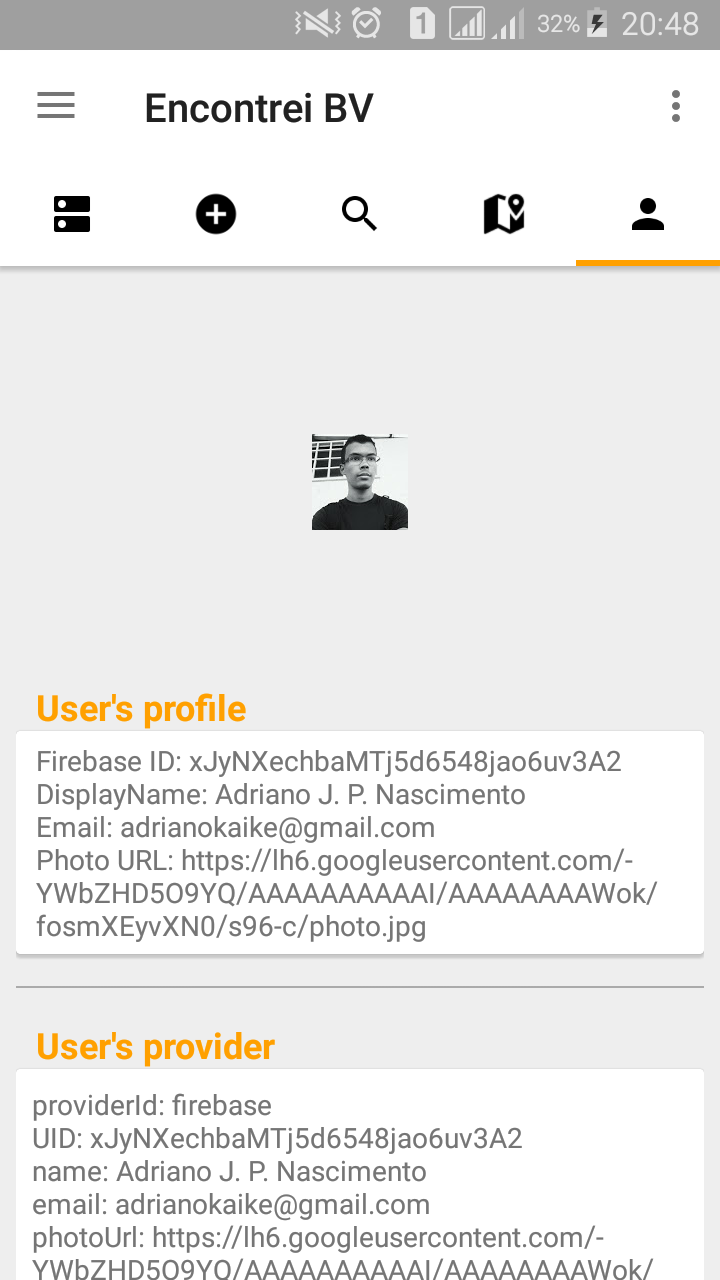 1 32% 20:48
Encontrei BV
User's profile
Firebase ID: xJyNXechbaMTj5d6548jao6uv3A2
DisplayName: Adriano J. P. Nascimento
Email: adrianokaike@gmail.com
Photo URL: https://lh6.googleusercontent.com/-
YWbZHD5O9YQ/AAAAAAAAAAI/AAAAAAAAWok/
fosmXEyvXN0/s96-c/photo.jpg
User's provider
providerId: firebase
UID: xJyNXechbaMTj5d6548jao6uv3A2
name: Adriano J. P. Nascimento
email: adrianokaike@gmail.com
photoUrl: https://lh6.googleusercontent.com/-
YWbZHD5O9YQ/AAAAAAAAAAI/AAAAAAAAWok/